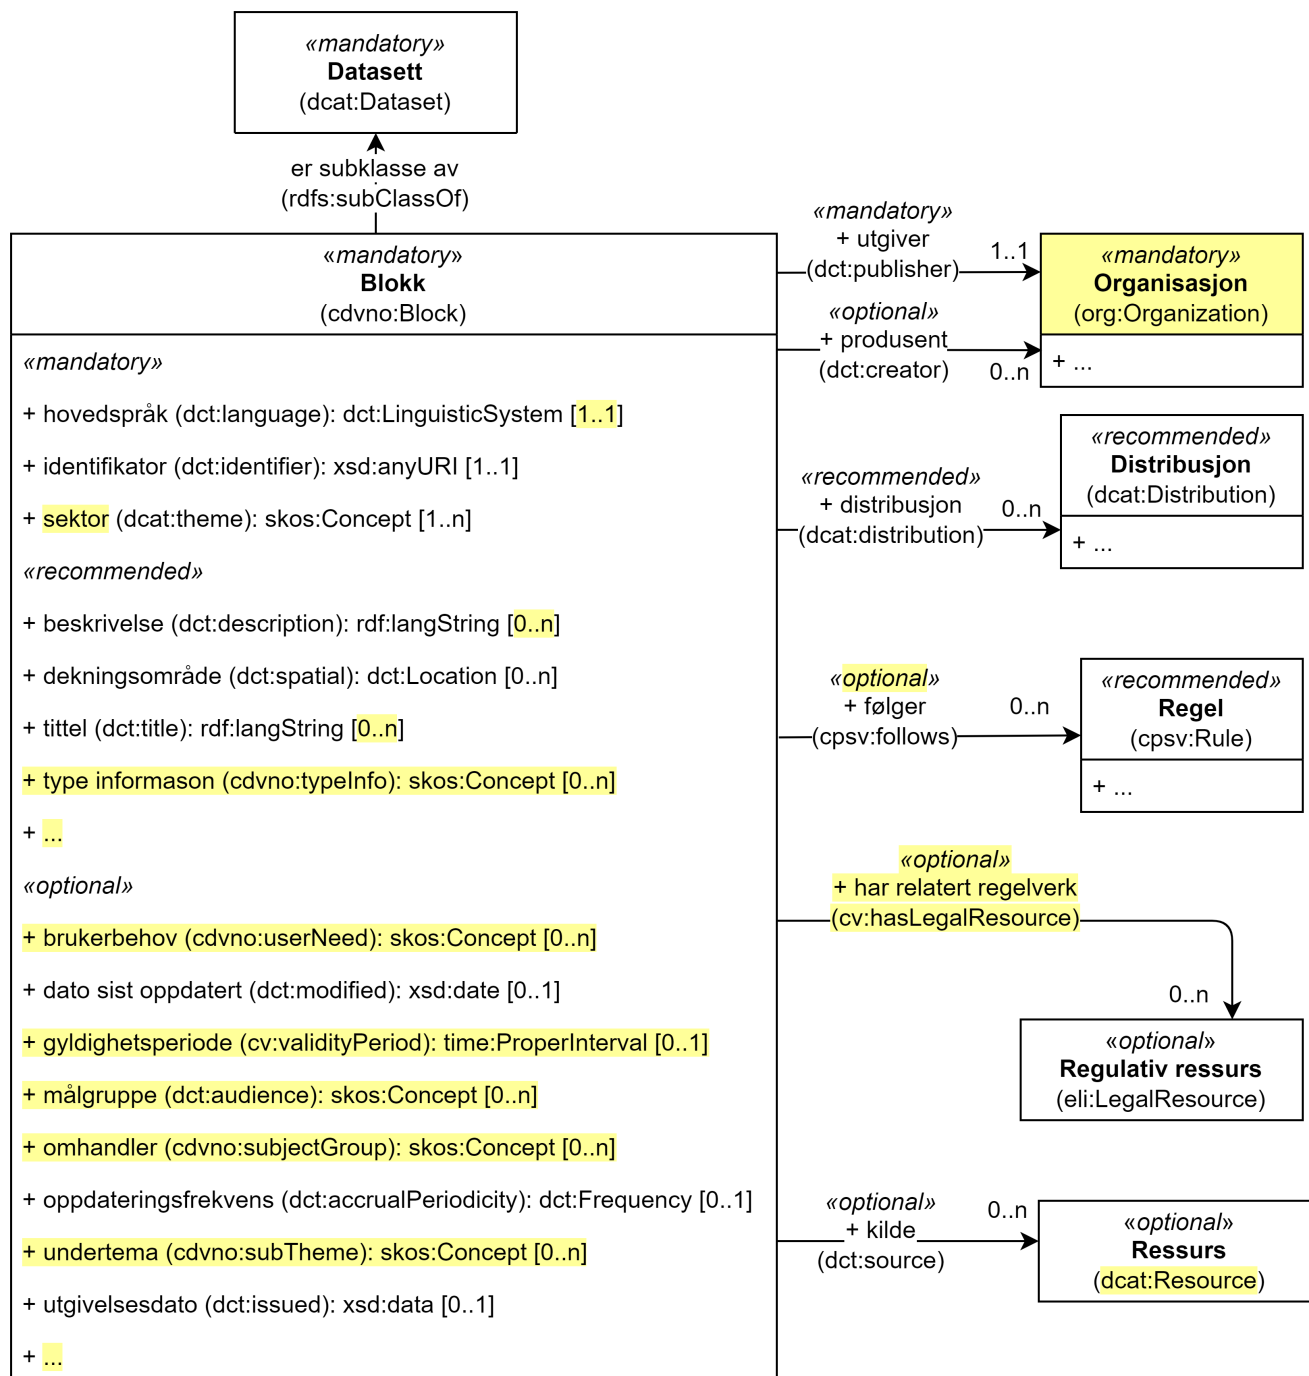 «mandatory»
Datasett
(dcat:Dataset)
er subklasse av
(rdfs:subClassOf)
«mandatory»
Blokk
(cdvno:Block)
«mandatory»
+ hovedspråk (dct:language): dct:LinguisticSystem [1..1]
+ identifikator (dct:identifier): xsd:anyURI [1..1]
+ sektor (dcat:theme): skos:Concept [1..n]
«recommended»
+ beskrivelse (dct:description): rdf:langString [0..n]
+ dekningsområde (dct:spatial): dct:Location [0..n]
+ tittel (dct:title): rdf:langString [0..n]
+ type informason (cdvno:typeInfo): skos:Concept [0..n]
+ ...
«optional»
+ brukerbehov (cdvno:userNeed): skos:Concept [0..n]
+ dato sist oppdatert (dct:modified): xsd:date [0..1]
+ gyldighetsperiode (cv:validityPeriod): time:ProperInterval [0..1]
+ målgruppe (dct:audience): skos:Concept [0..n]
+ omhandler (cdvno:subjectGroup): skos:Concept [0..n]
+ oppdateringsfrekvens (dct:accrualPeriodicity): dct:Frequency [0..1]
+ undertema (cdvno:subTheme): skos:Concept [0..n]
+ utgivelsesdato (dct:issued): xsd:data [0..1]
+ ...
«mandatory»
+ utgiver
(dct:publisher)
1..1
«optional»
+ produsent
(dct:creator)
0..n
«mandatory»
Organisasjon
(org:Organization)
+ ...
«recommended»
+ distribusjon
(dcat:distribution)
0..n
«recommended»
Distribusjon
(dcat:Distribution)
+ ...
«optional»
+ følger
(cpsv:follows)
0..n
«recommended»
Regel
(cpsv:Rule)
+ ...
«optional»
+ har relatert regelverk
(cv:hasLegalResource)
0..n
«optional»
Regulativ ressurs
(eli:LegalResource)
«optional»
+ kilde
(dct:source)
0..n
«optional»
Ressurs
(dcat:Resource)